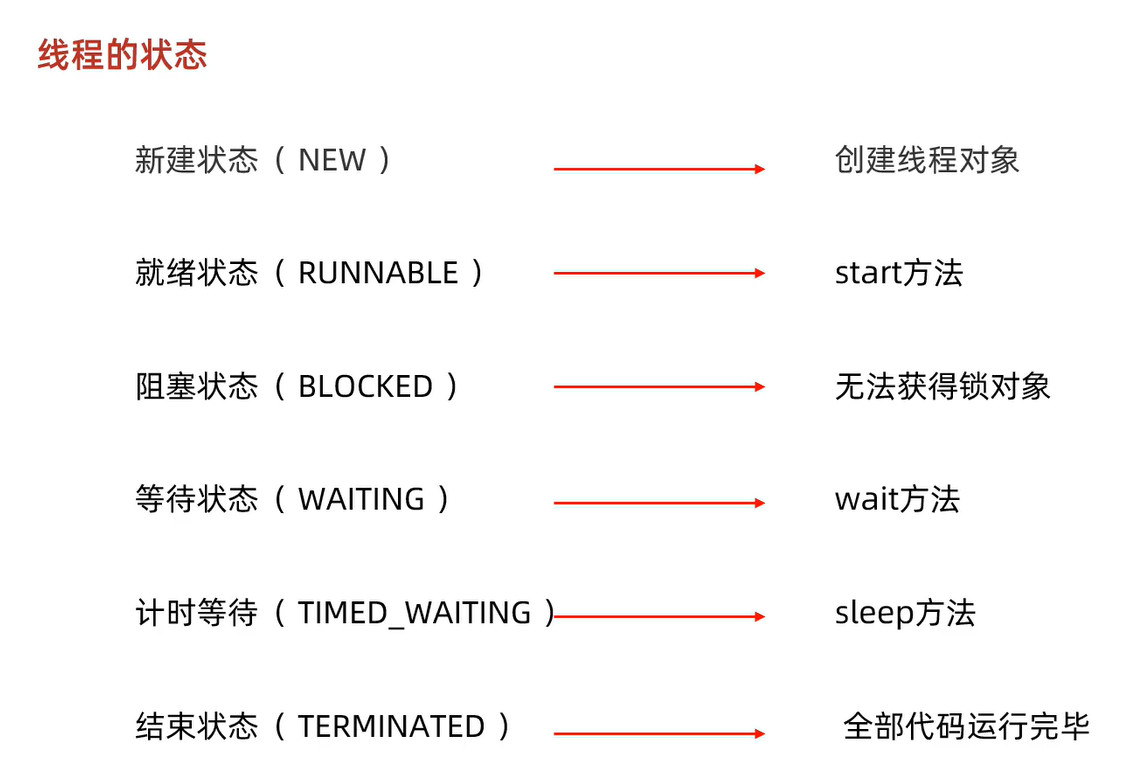 线程的状态
新建状态（ NEW ） 创建线程对象
就绪状态（ RUNNABLE ） start方法
阻塞状态（ BLOCKED ） 无法获得锁对象
等待状态（ WAITING ） wait方法
计时等待（ TIMED_WAITING ） sleep方法
结束状态（ TERMINATED ） 全部代码运行完毕